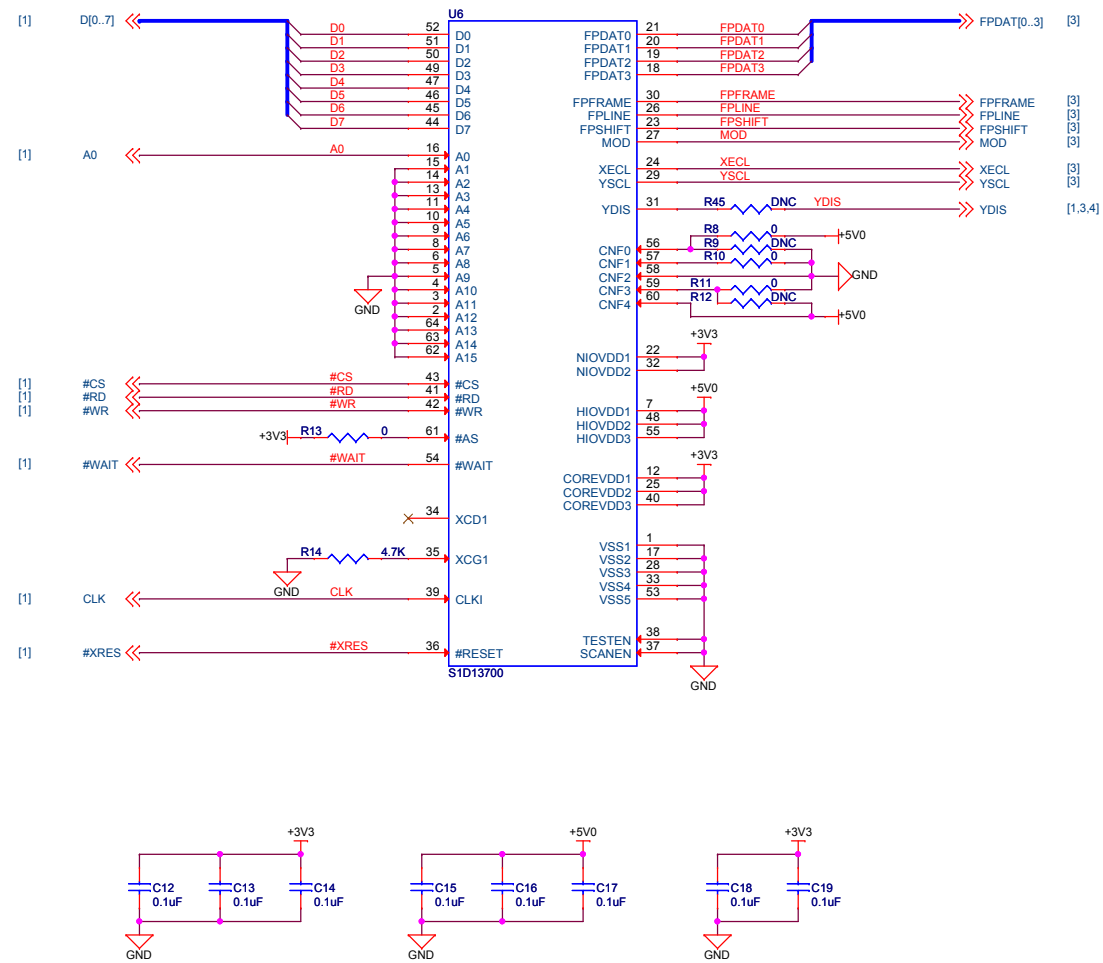 U6
[1] D[0..7] D0 52 D0 FPDAT0 21 FPDAT0 FPDAT[0..3] [3]
D1 51 D1 FPDAT1 20 FPDAT1
D2 50 D2 FPDAT2 19 FPDAT2
D3 49 D3 FPDAT3 18 FPDAT3
D4 47 D4
D5 46 D5 FPFRAME 30 FPFRAME FPFRAME [3]
D6 45 D6 FPLINE 26 FPLINE FPLINE [3]
D7 44 D7 FPSHIFT 23 FPSHIFT FPSHIFT [3]
MOD 27 MOD MOD [3]
[1] A0 A0 16 A0
15 A1 XECL 24 XECL XECL [3]
14 A2 YSCL 29 YSCL YSCL [3]
13 A3
11 A4 YDIS 31 R45 DNC YDIS YDIS [1,3,4]
10 A5
9 A6 R8 0 +5V0
8 A7 CNF0 56 R9 DNC
6 A8 CNF1 57 R10 0
5 A9 CNF2 58 GND
4 A10 CNF3 59 R11 0
3 A11 CNF4 60 R12 DNC
GND
2 A12 +5V0
64 A13
63 A14 +3V3
62 A15 NIOVDD1 22
NIOVDD2 32
[1] #CS #CS 43 #CS
[1] #RD #RD 41 #RD +5V0
[1] #WR #WR 42 #WR HIOVDD1 7
HIOVDD2 48
+3V3 R13 0 61 #AS HIOVDD3 55
[1] #WAIT #WAIT 54 #WAIT +3V3
COREVDD1 12
COREVDD2 25
COREVDD3 40
34 XCD1
VSS1 1
R14 4.7K 35 XCG1 VSS2 17
VSS3 28
VSS4 33
GND
[1] CLK CLK 39 CLKI VSS5 53
TESTEN 38
[1] #XRES #XRES 36 #RESET SCANEN 37
S1D13700
GND
+3V3 +5V0 +3V3
C12 C13 C14 C15 C16 C17 C18 C19
0.1uF 0.1uF 0.1uF 0.1uF 0.1uF 0.1uF 0.1uF 0.1uF
GND GND GND